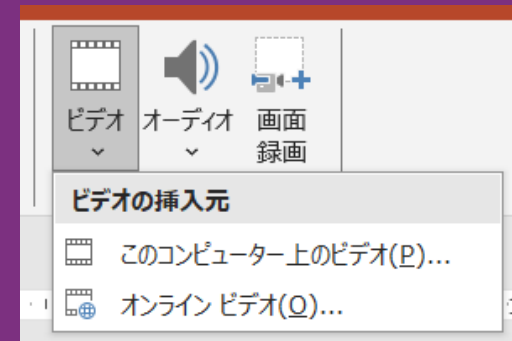 ビデオ オーディオ 画面
録画
ビデオの挿入元
このコンピューター上のビデオ(P)...
オンライン ビデオ(O)...